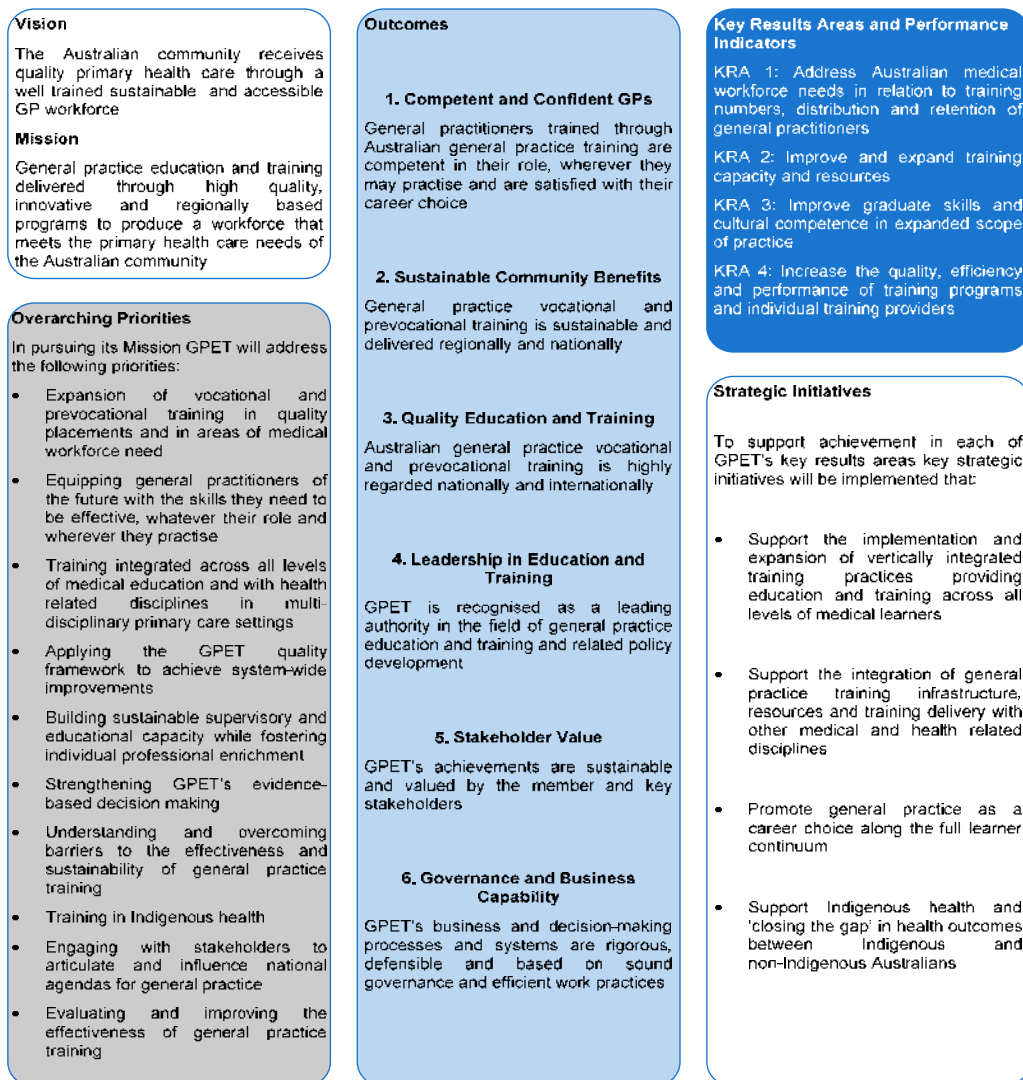 Vision
The Australian community receives
quality primary health care through a
well trained sustainable and accessible
GP workforce
Mission
General practice education and training
delivered through high quality,
innovative and regionally based
programs to produce a workforce that
meets the primary health care needs of
the Australian community
Overarching Priorities
In pursuing its Mission GPET will address
the following priorities:
• Expansion of vocational and
prevocational training in quality
placements and in areas of medical
workforce need
• Equipping general practitioners of
the future with the skills they need to
be effective, whatever their role and
wherever they practise
• Training integrated across all levels
of medical education and with health
related disciplines in multi-
disciplinary primary care settings
• Applying the GPET quality
framework to achieve system-wide
improvements
• Building sustainable supervisory and
educational capacity while fostering
individual professional enrichment
• Strengthening GPET's evidence-
based decision making
• Understanding and overcoming
barriers to the effectiveness and
sustainability of general practice
training
• Training in Indigenous health
• Engaging with stakeholders to
articulate and influence national
agendas for general practice
• Evaluating and improving the
effectiveness of general practice
training
Outcomes
1. Competent and Confident GPs
General practitioners trained through
Australian general practice training are
competent in their role, wherever they
may practise and are satisfied with their
career choice
2. Sustainable Community Benefits
General practice vocational and
prevocational training is sustainable and
delivered regionally and nationally
3. Quality Education and Training
Australian general practice vocational
and prevocational training is highly
regarded nationally and internationally
4. Leadership in Education and
Training
GPET is recognised as a leading
authority in the field of general practice
education and training and related policy
development
5. Stakeholder Value
GPET's achievements are sustainable
and valued by the member and key
stakeholders
6. Governance and Business
Capability
GPET's business and decision-making
processes and systems are rigorous,
defensible and based on sound
governance and efficient work practices
Key Results Areas and Performance
Indicators
KRA 1: Address Australian medical
workforce needs in relation to training
numbers, distribution and retention of
general practitioners
KRA 2: Improve and expand training
capacity and resources
KRA 3: Improve graduate skills and
cultural competence in expanded scope
of practice
KRA 4: Increase the quality, efficiency
and performance of training programs
and individual training providers
Strategic Initiatives
To support achievement in each of
GPET's key results areas key strategic
initiatives will be implemented that:
• Support the implementation and
expansion of vertically integrated
training practices providing
education and training across all
levels of medical learners
• Support the integration of general
practice training infrastructure,
resources and training delivery with
other medical and health related
disciplines
• Promote general practice as a
career choice along the full learner
continuum
• Support Indigenous health and
'closing the gap' in health outcomes
between Indigenous and
non-Indigenous Australians